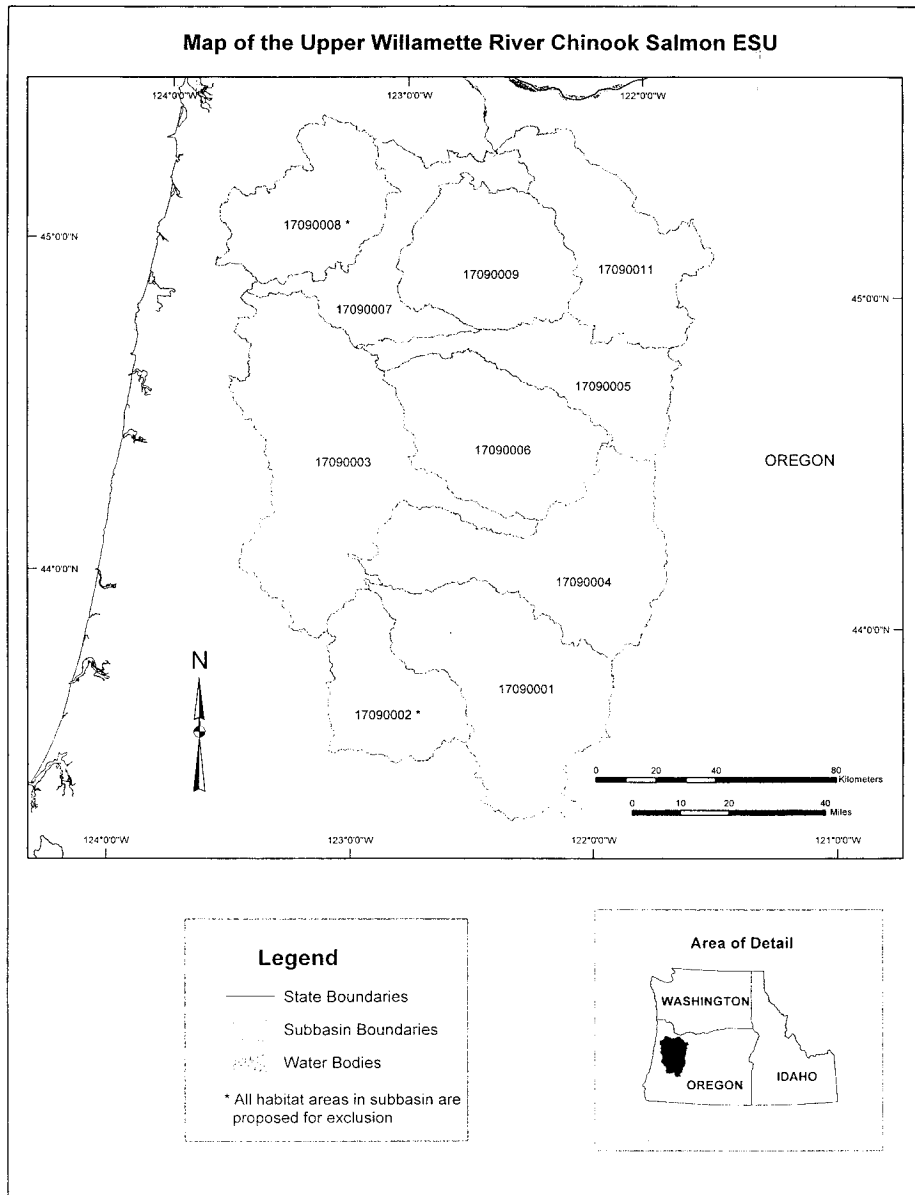 Map of the Upper Willamette River Chinook Salmon ESU
124°0'0"W
123°0'0"W
122°0'0"W
45°0'0"N
17090008 *
17090009
17090011
45°0'0"N
17090007
17090005
17090006
17090003
OREGON
44°0'0"N
17090004
44°0'0"N
N
17090001
17090002 *
0 20 40 80
Kilometers
0 10 20 40
Miles
124°0'0"W
123°0'0"W
122°0'0"W
121°0'0"W
Legend
State Boundaries
Subbasin Boundaries
Water Bodies
* All habitat areas in subbasin are
proposed for exclusion
Area of Detail
WASHINGTON
OREGON
IDAHO